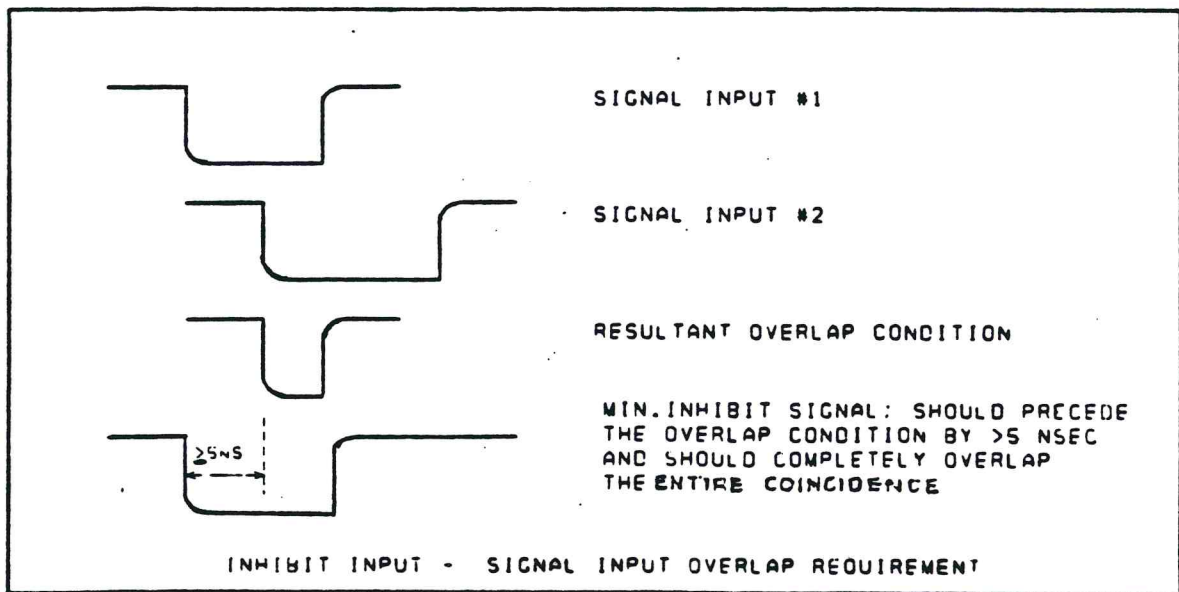 SIGNAL INPUT #1
SIGNAL INPUT #2
RESULTANT OVERLAP CONDITION
MIN. INHIBIT SIGNAL: SHOULD PRECEDE
THE OVERLAP CONDITION BY >5 NSEC
AND SHOULD COMPLETELY OVERLAP
THE ENTIRE COINCIDENCE
≥5NS
INHIBIT INPUT - SIGNAL INPUT OVERLAP REQUIREMENT